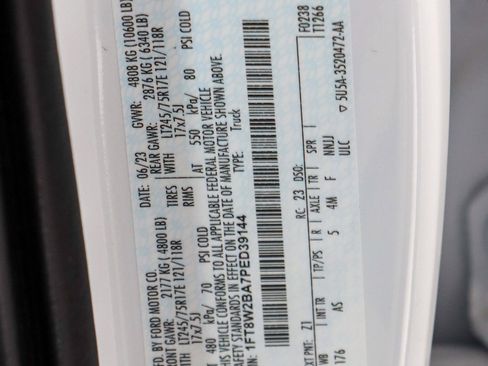 MFD. BY FORD MOTOR CO.
DATE: 06/23 GVWR: 4808 KG (10600 LB)
FRONT GAWR: 2177 KG ( 4800 LB) REAR GAWR: 2876 KG ( 6340 LB)
LT245/75R17E 121/118R TIRES WITH LT245/75R17E 121/118R
17x7.5J RIMS 17x7.5J
AT 480 kPa/ 70 PSI COLD AT 550 kPa/ 80 PSI COLD
THIS VEHICLE CONFORMS TO ALL APPLICABLE FEDERAL MOTOR VEHICLE
SAFETY STANDARDS IN EFFECT ON THE DATE OF MANUFACTURE SHOWN ABOVE.
1FT8W2BA7PED39144 TYPE: Truck
F0238
T1266
EXT PNT: Z1 RC: 23 DSO:
WB INT TR TP/PS R AXLE TR SPR
176 AS 5 4M F NNJJ
ULC ▽ 5U5A-3520472-AA